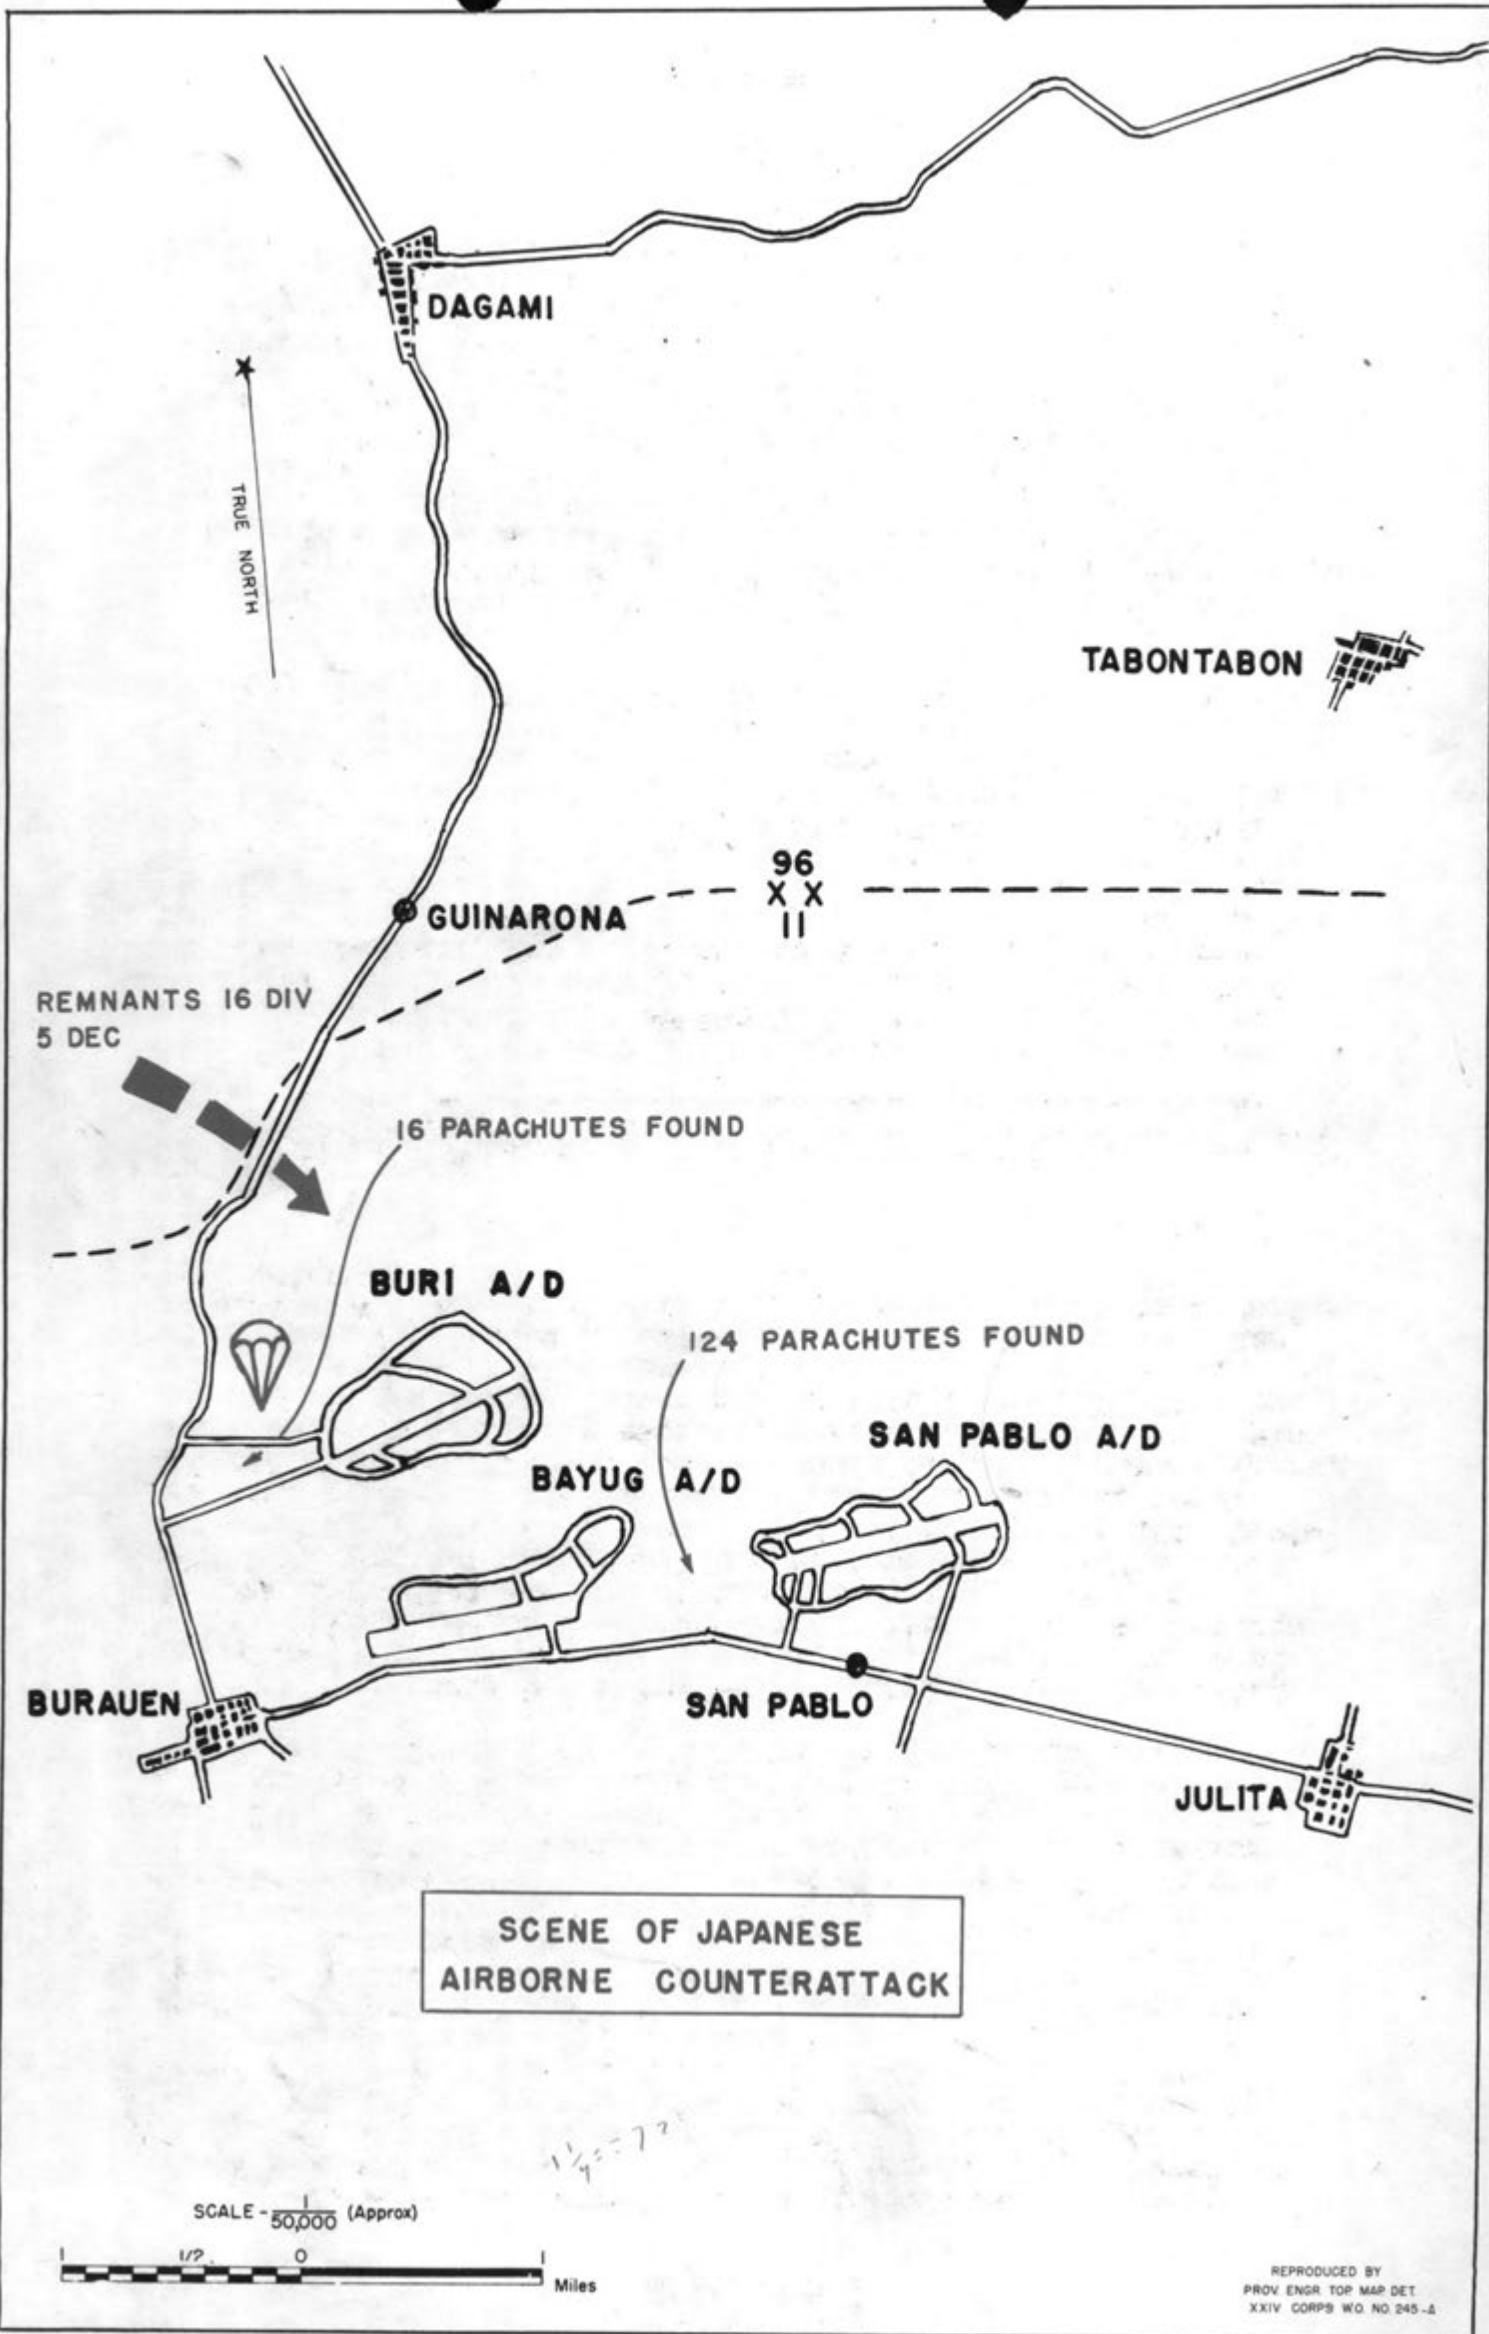 DAGAMI
TRUE NORTH
TABONTABON
96
X X
11
GUINARONA
REMNANTS 16 DIV
5 DEC
16 PARACHUTES FOUND
BURI A/D
124 PARACHUTES FOUND
SAN PABLO A/D
BAYUG A/D
BURAUEN
SAN PABLO
JULITA
SCENE OF JAPANESE
AIRBORNE COUNTERATTACK
SCALE - 1/50,000 (Approx)
1 1/2 0 1
Miles
REPRODUCED BY
PROV. ENGR. TOP. MAP. DET.
XXIV CORPS W.O. NO. 245-A